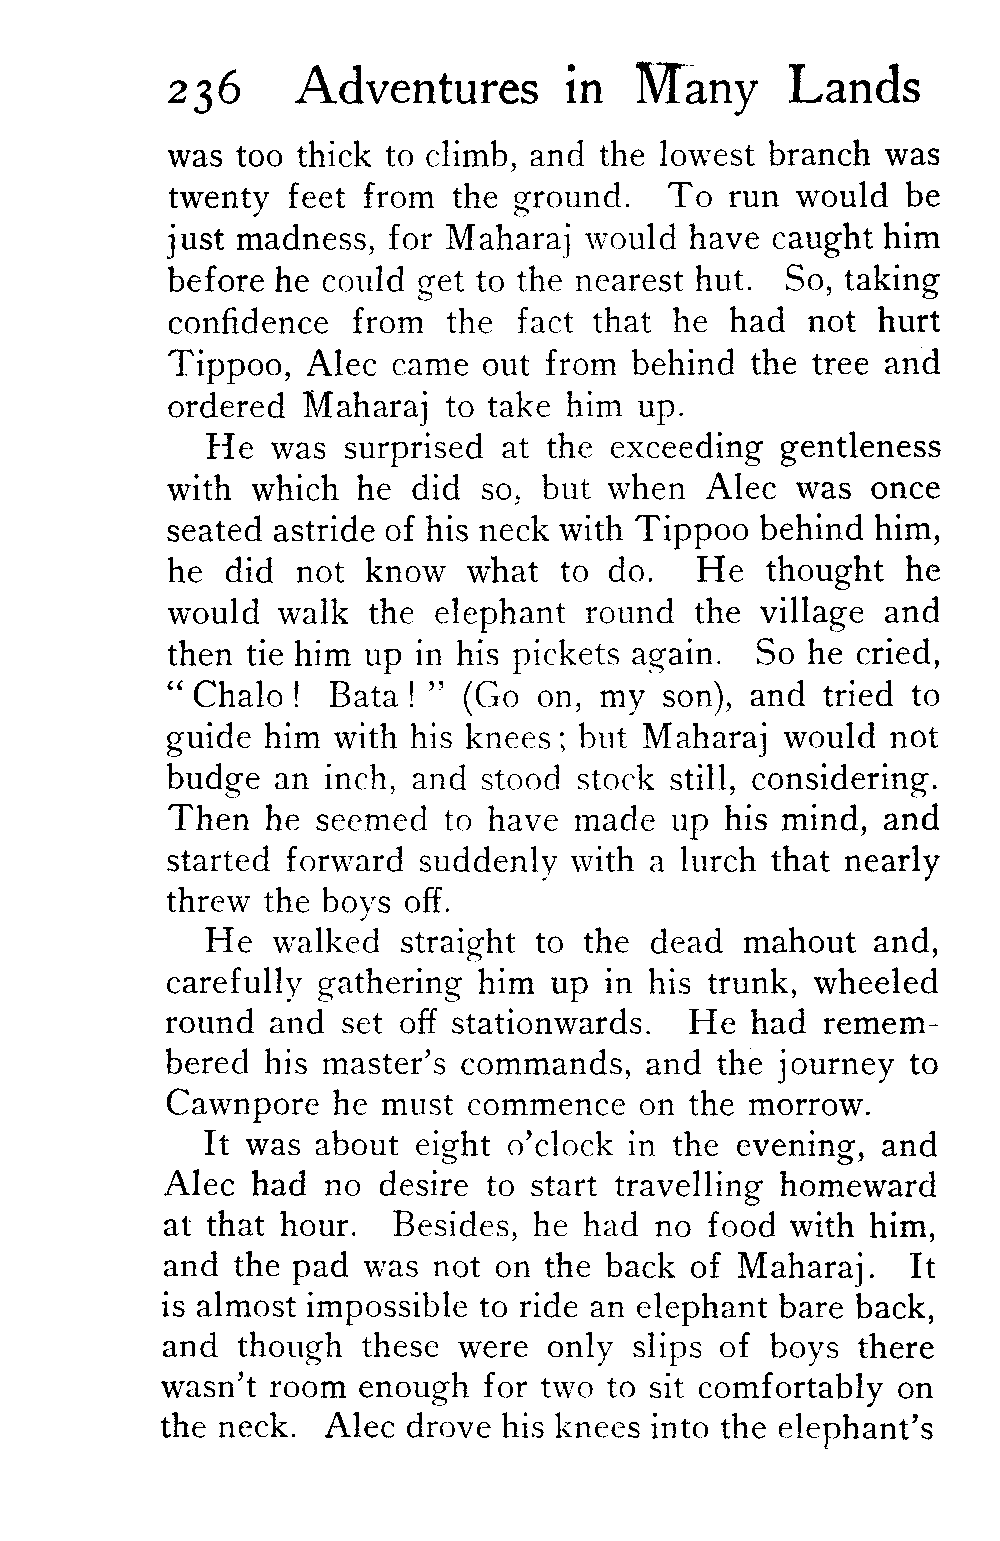 236 Adventures in Many Lands
was too thick to climb, and the lowest branch was
twenty feet from the ground. To run would be
just madness, for Maharaj would have caught him
before he could get to the nearest hut. So, taking
confidence from the fact that he had not hurt
Tippoo, Alec came out from behind the tree and
ordered Maharaj to take him up.
He was surprised at the exceeding gentleness
with which he did so, but when Alec was once
seated astride of his neck with Tippoo behind him,
he did not know what to do. He thought he
would walk the elephant round the village and
then tie him up in his pickets again. So he cried,
“Chalo! Bata!” (Go on, my son), and tried to
guide him with his knees; but Maharaj would not
budge an inch, and stood stock still, considering.
Then he seemed to have made up his mind, and
started forward suddenly with a lurch that nearly
threw the boys off.
He walked straight to the dead mahout and,
carefully gathering him up in his trunk, wheeled
round and set off stationwards. He had remem-
bered his master’s commands, and the journey to
Cawnpore he must commence on the morrow.
It was about eight o’clock in the evening, and
Alec had no desire to start travelling homeward
at that hour. Besides, he had no food with him,
and the pad was not on the back of Maharaj. It
is almost impossible to ride an elephant bare back,
and though these were only slips of boys there
wasn’t room enough for two to sit comfortably on
the neck. Alec drove his knees into the elephant’s